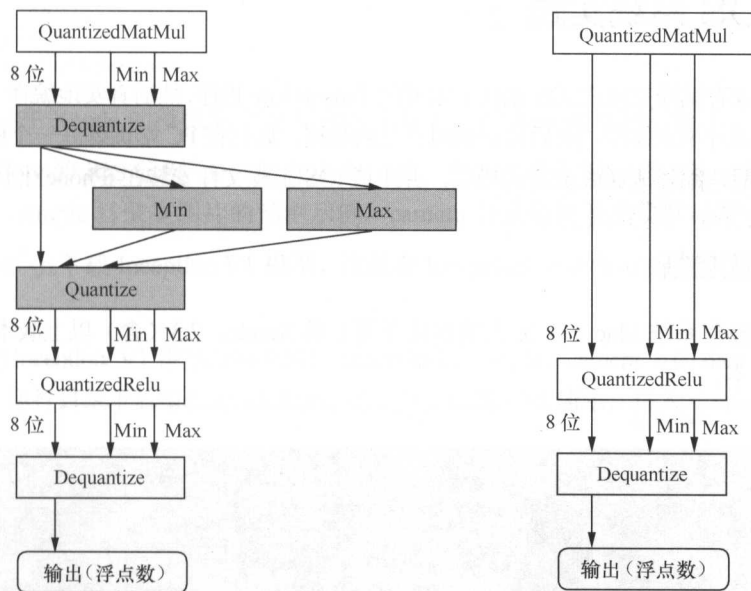 QuantizedMatMul
8位 Min Max
Dequantize
Min Max
Quantize
8位 Min Max
QuantizedRelu
8位 Min Max
Dequantize
输出(浮点数)
QuantizedMatMul
8位 Min Max
QuantizedRelu
8位 Min Max
Dequantize
输出(浮点数)